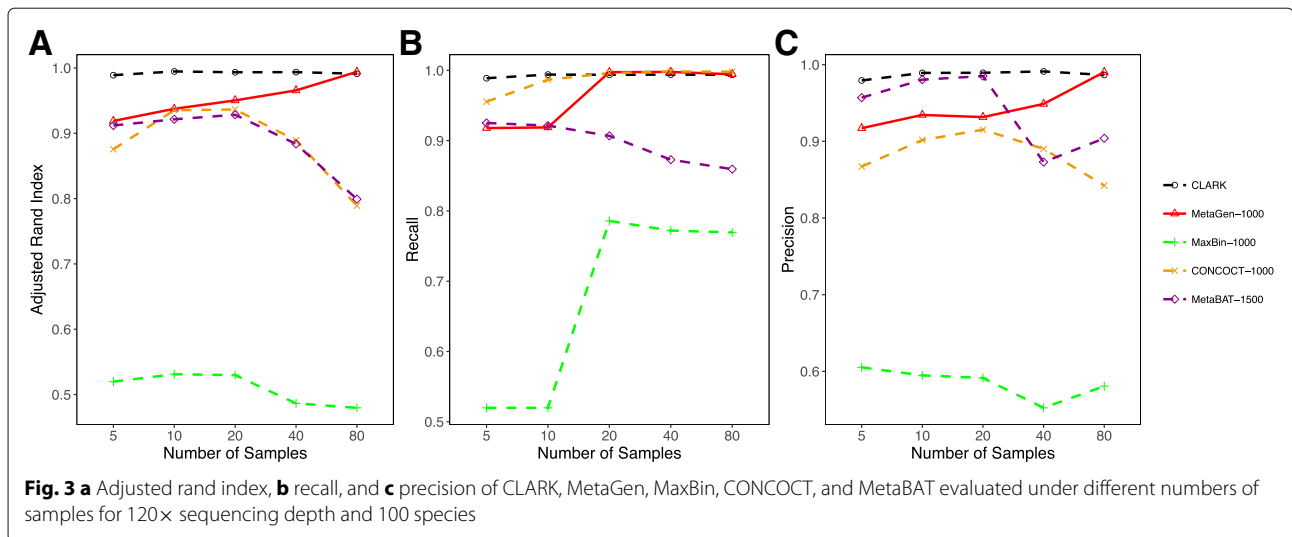 A
B
C
1.0
0.9
0.8
0.7
0.6
0.5
Adjusted Rand Index
5 10 20 40 80
Number of Samples
1.0
0.9
0.8
0.7
0.6
0.5
Recall
5 10 20 40 80
Number of Samples
1.0
0.9
0.8
0.7
0.6
Precision
5 10 20 40 80
Number of Samples
CLARK
MetaGen−1000
MaxBin−1000
CONCOCT−1000
MetaBAT−1500
Fig. 3 a Adjusted rand index, b recall, and c precision of CLARK, MetaGen, MaxBin, CONCOCT, and MetaBAT evaluated under different numbers of
samples for 120× sequencing depth and 100 species